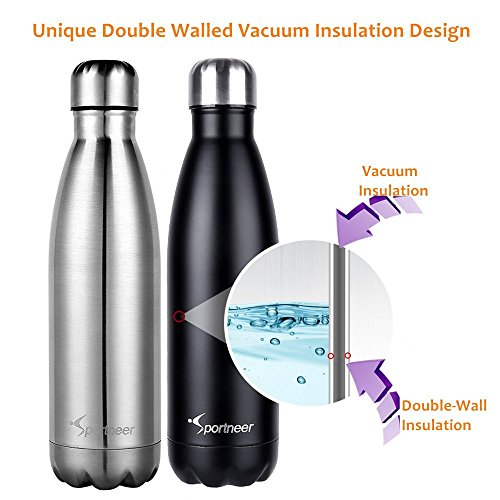 Unique Double Walled Vacuum Insulation Design
Vacuum
Insulation
Double-Wall
Insulation
Sportneer
Sportneer